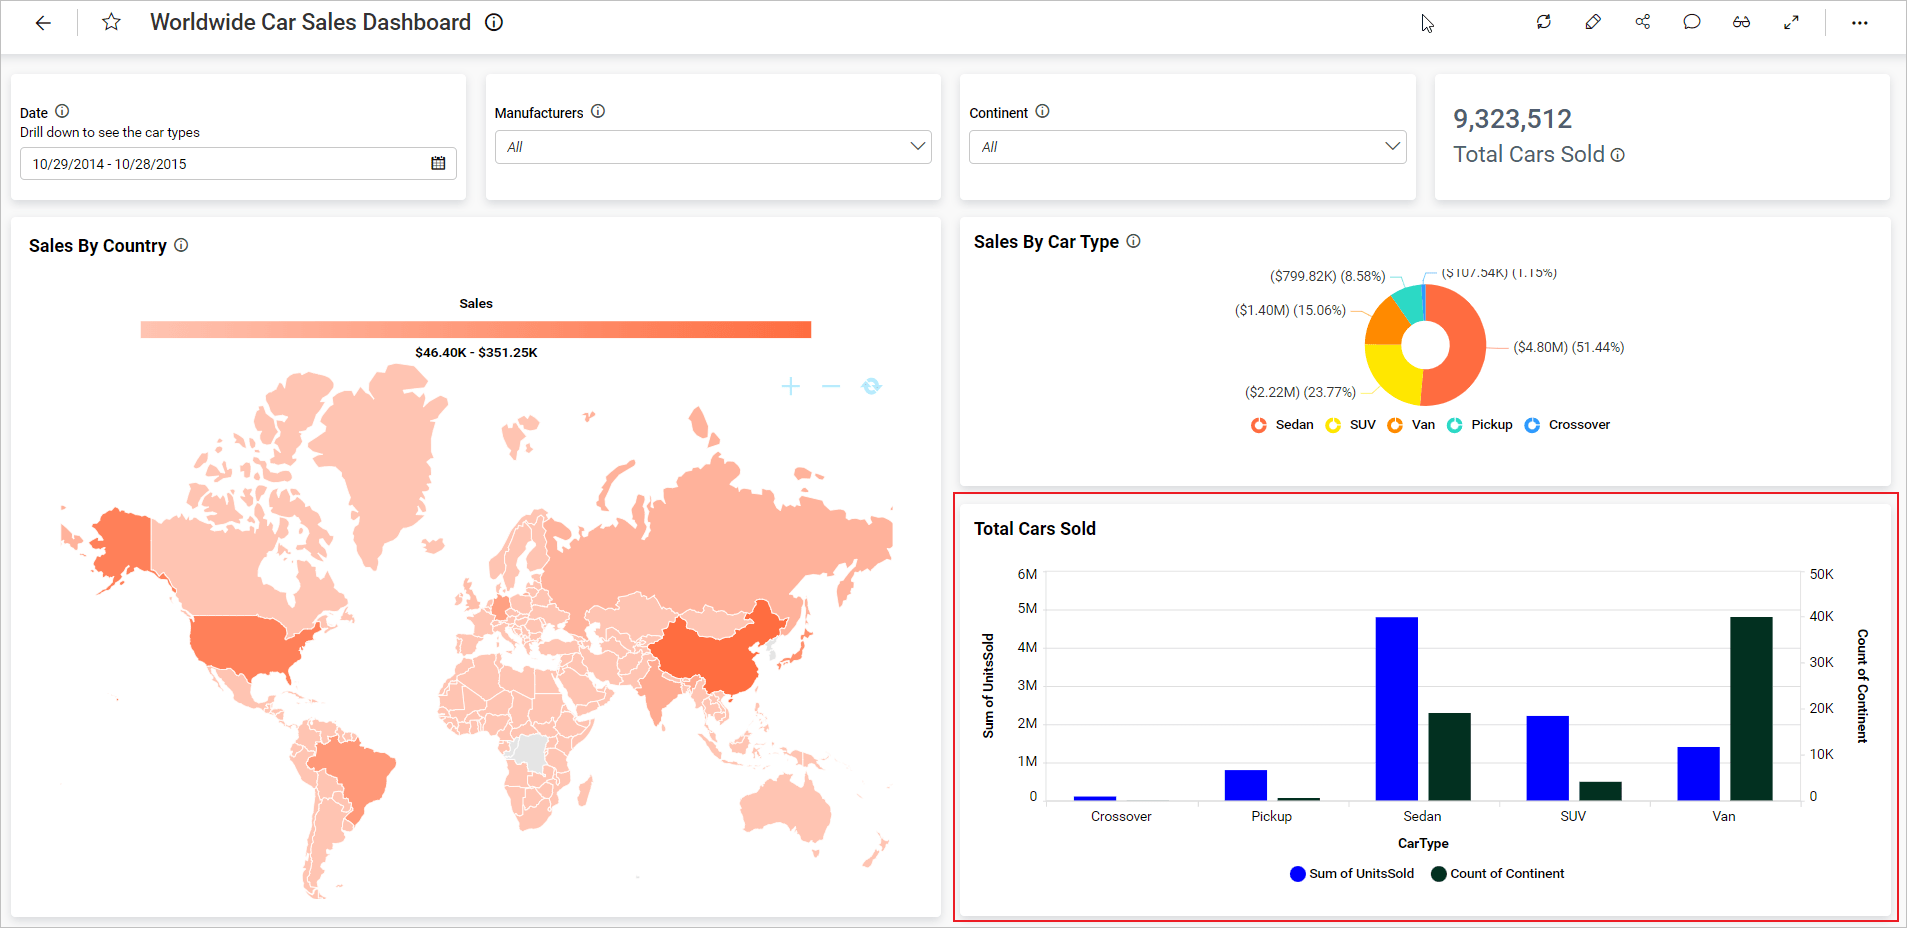 Worldwide Car Sales Dashboard
Date
Drill down to see the car types
10/29/2014 - 10/28/2015
Manufacturers
All
Continent
All
9,323,512
Total Cars Sold
Sales By Country
Sales
$46.40K - $351.25K
Sales By Car Type
($799.82K) (8.58%)
($107.54K) (1.15%)
($1.40M) (15.06%)
($4.80M) (51.44%)
($2.22M) (23.77%)
Sedan SUV Van Pickup Crossover
Total Cars Sold
Sum of UnitsSold
6M
5M
4M
3M
2M
1M
0
50K
40K
30K
20K
10K
0
Count of Continent
Crossover Pickup Sedan SUV Van
CarType
Sum of UnitsSold Count of Continent